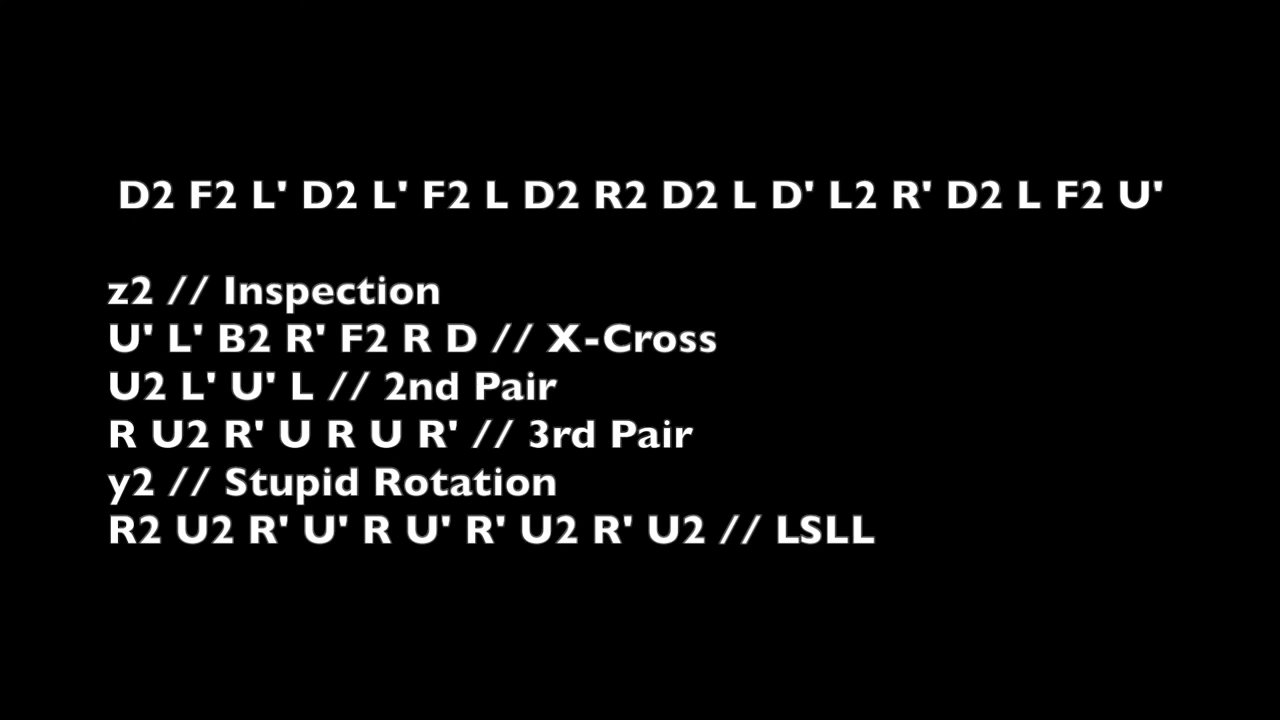 D2 F2 L' D2 L' F2 L D2 R2 D2 L D' L2 R' D2 L F2 U'
z2 // Inspection
U' L' B2 R' F2 R D // X-Cross
U2 L' U' L // 2nd Pair
R U2 R' U R U R' // 3rd Pair
y2 // Stupid Rotation
R2 U2 R' U' R U' R' U2 R' U2 // LSLL